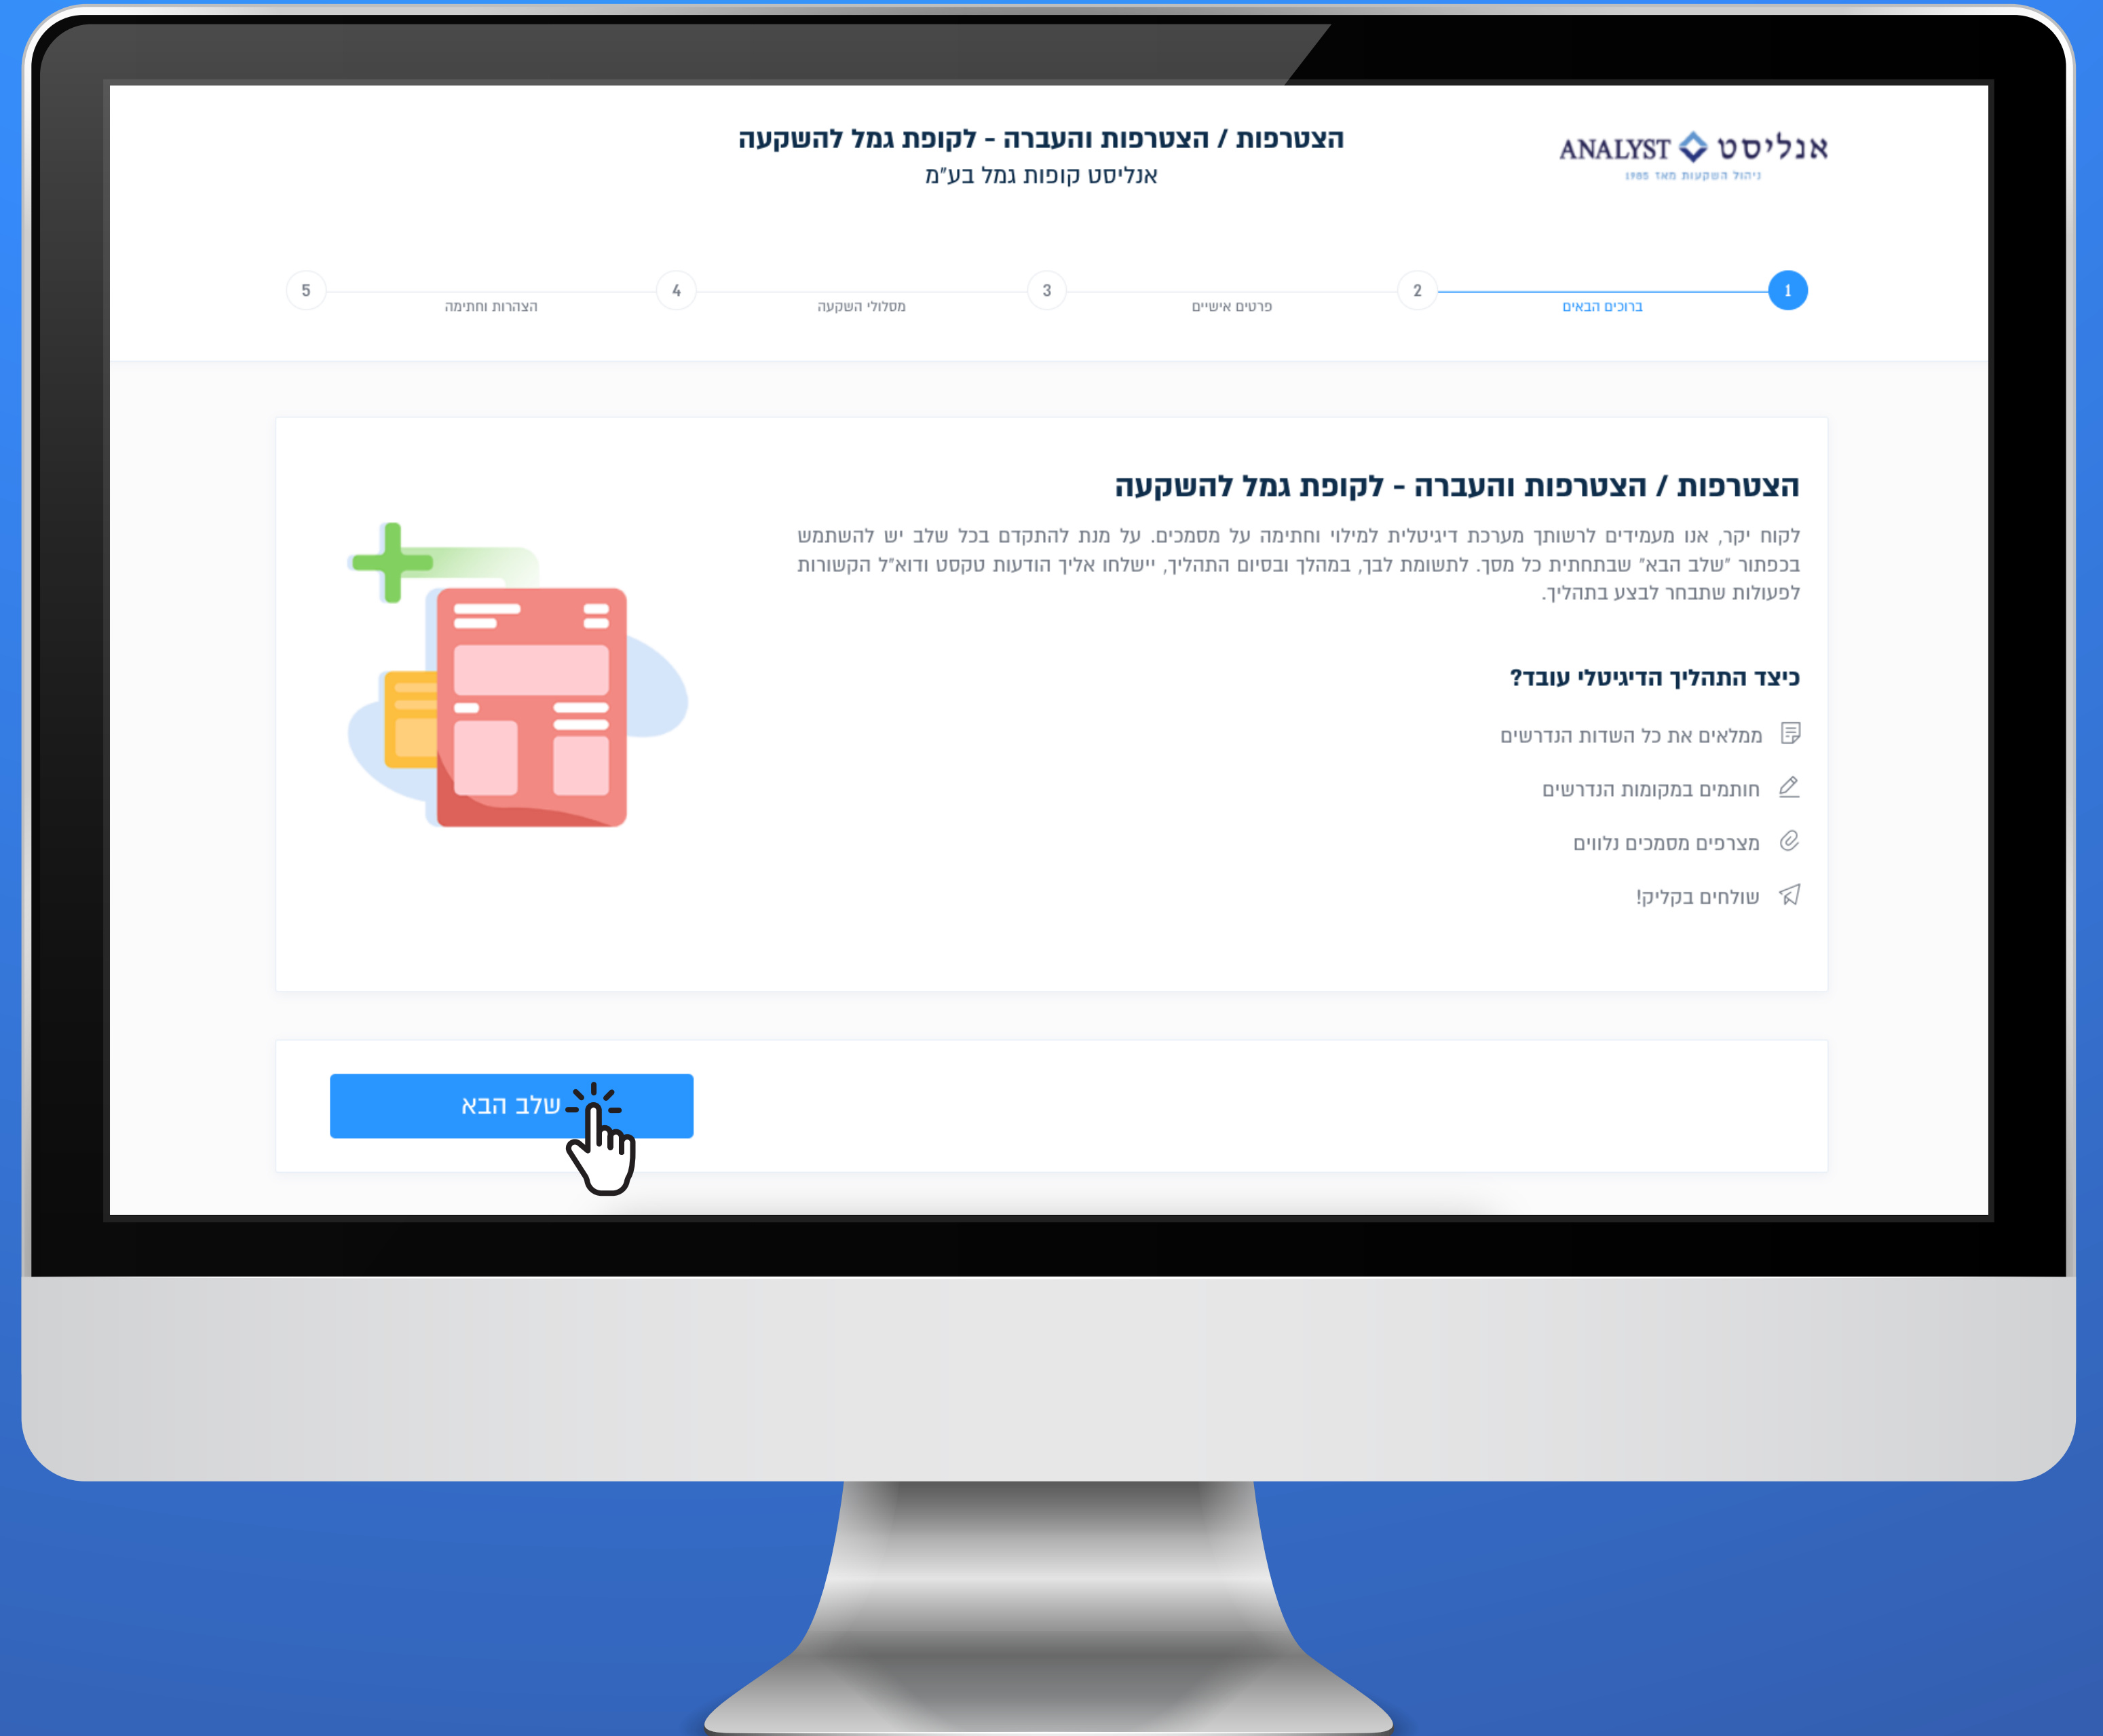 אנליסט ANALYST
ניהול השקעות מאז 1985
הצטרפות / הצטרפות והעברה - לקופת גמל להשקעה
אנליסט קופות גמל בע"מ
1
ברוכים הבאים
2
פרטים אישיים
3
מסלולי השקעה
4
הצהרות וחתימה
5
הצטרפות / הצטרפות והעברה - לקופת גמל להשקעה
לקוח יקר, אנו מעמידים לרשותך מערכת דיגיטלית למילוי וחתימה על מסמכים. על מנת להתקדם בכל שלב יש להשתמש
בכפתור "שלב הבא" שבתחתית כל מסך. לתשומת לבך, במהלך ובסיום התהליך, יישלחו אליך הודעות טקסט ודוא"ל הקשורות
לפעולות שתבחר לבצע בתהליך.
כיצד התהליך הדיגיטלי עובד?
ממלאים את כל השדות הנדרשים
חותמים במקומות הנדרשים
מצרפים מסמכים נלווים
שולחים בקליק!
שלב הבא